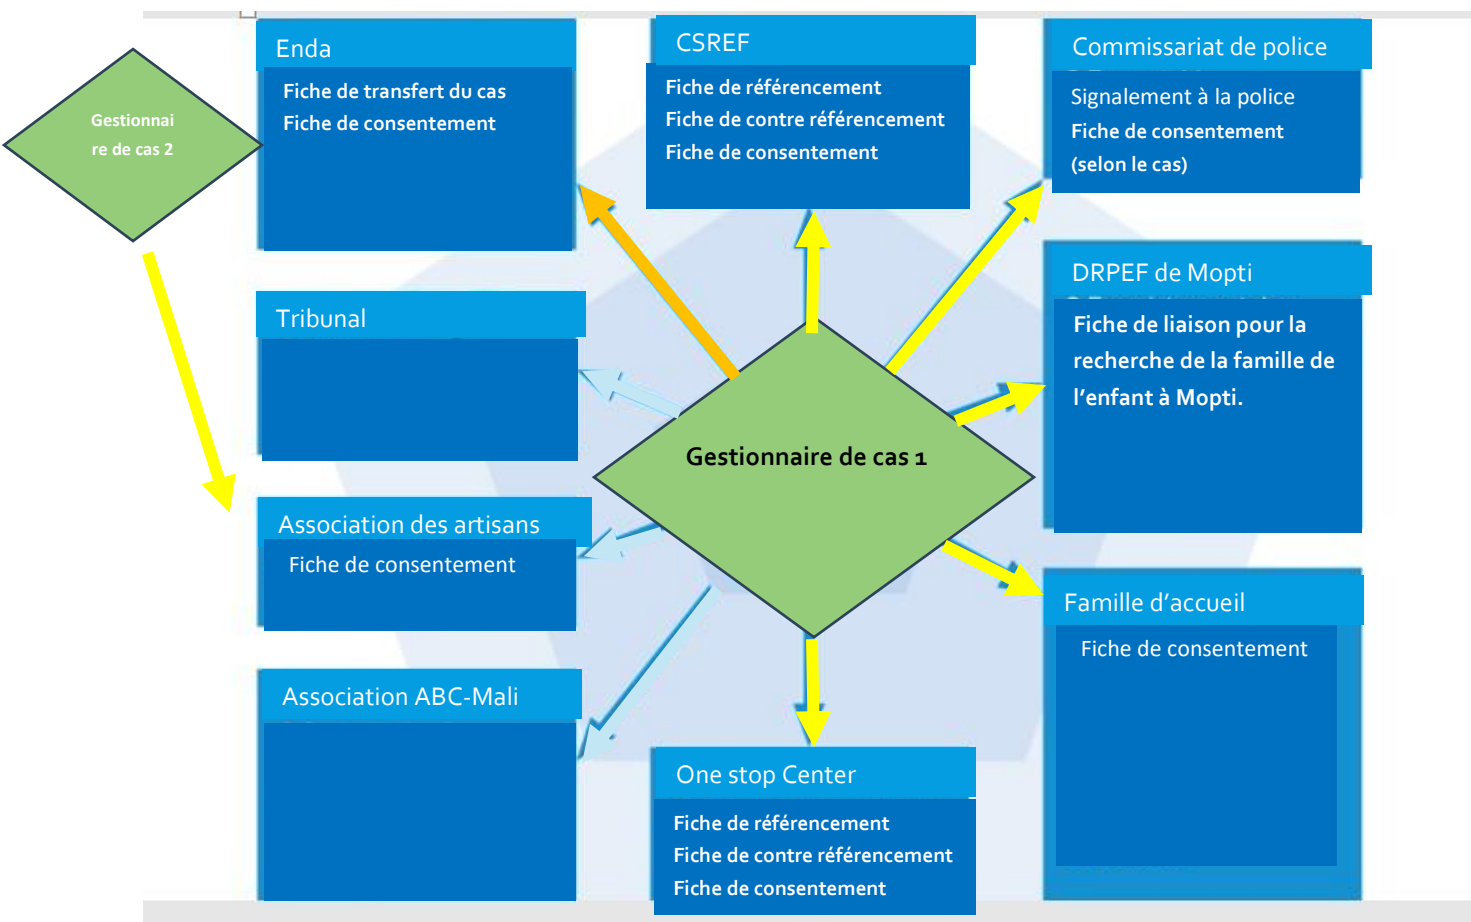 Gestionnai
re de cas 2
Enda
Fiche de transfert du cas
Fiche de consentement
CSREF
Fiche de référencement
Fiche de contre référencement
Fiche de consentement
Commissariat de police
Signalement à la police
Fiche de consentement
(selon le cas)
Tribunal
DRPEF de Mopti
Fiche de liaison pour la
recherche de la famille de
l'enfant à Mopti.
Gestionnaire de cas 1
Association des artisans
Fiche de consentement
Famille d'accueil
Fiche de consentement
Association ABC-Mali
One stop Center
Fiche de référencement
Fiche de contre référencement
Fiche de consentement